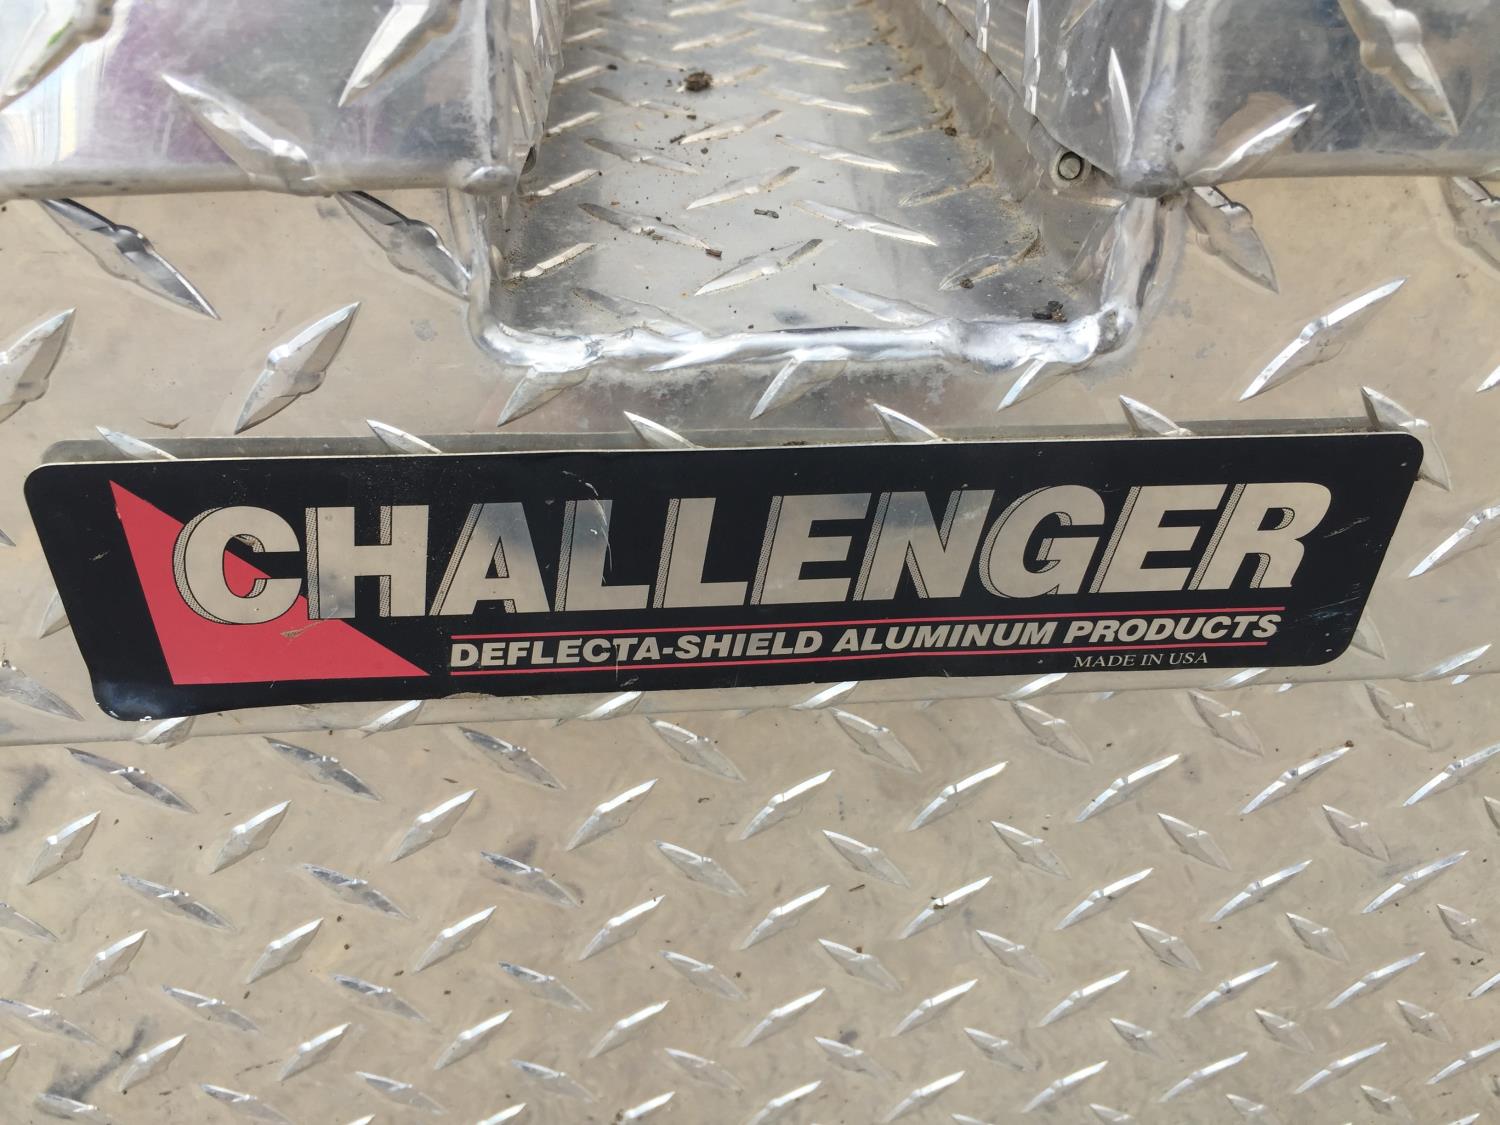 CHALLENGER
DEFLECTA-SHIELD ALUMINUM PRODUCTS
MADE IN USA